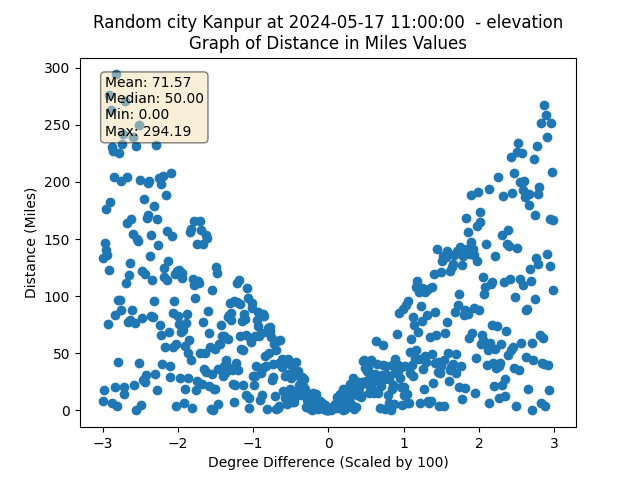 Random city Kanpur at 2024-05-17 11:00:00  - elevation
Graph of Distance in Miles Values
Mean: 71.57
Median: 50.00
Min: 0.00
Max: 294.19
Distance (Miles)
300
250
200
150
100
50
0
−3 −2 −1 0 1 2 3
Degree Difference (Scaled by 100)